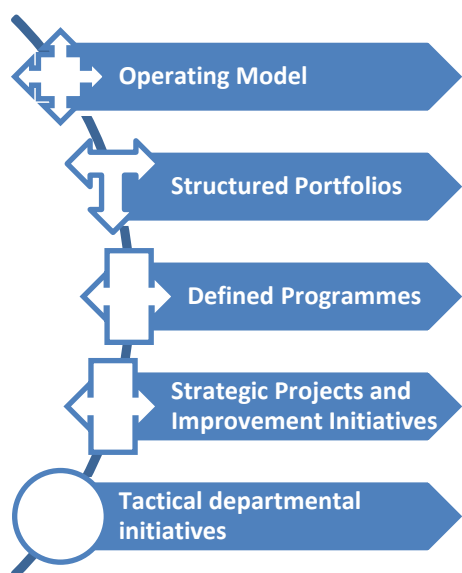 Operating Model
Structured Portfolios
Defined Programmes
Strategic Projects and
Improvement Initiatives
Tactical departmental
initiatives